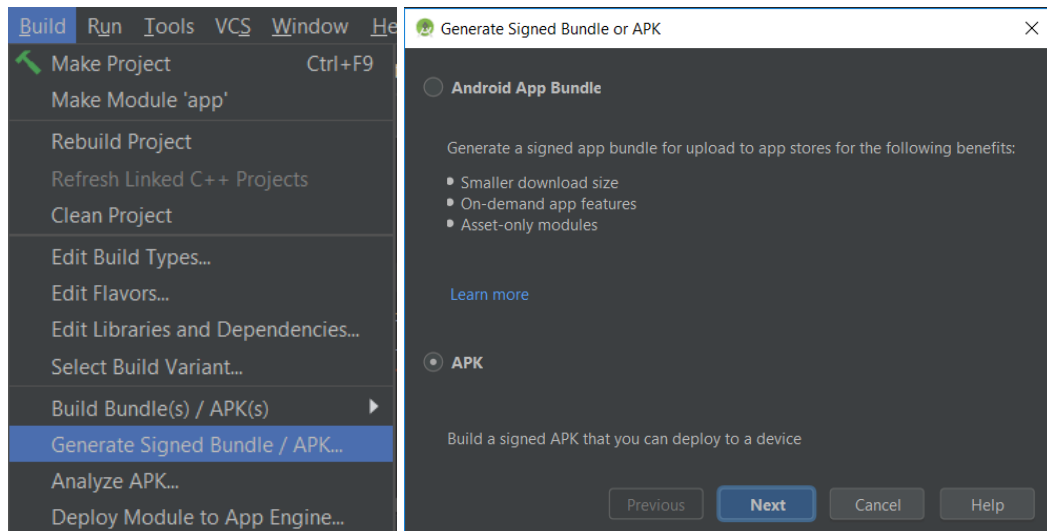 Build Run Tools VCS Window He
Make Project Ctrl+F9
Make Module 'app'
Rebuild Project
Refresh Linked C++ Projects
Clean Project
Edit Build Types...
Edit Flavors...
Edit Libraries and Dependencies...
Select Build Variant...
Build Bundle(s) / APK(s)
Generate Signed Bundle / APK...
Analyze APK...
Deploy Module to App Engine...
Generate Signed Bundle or APK
Android App Bundle
Generate a signed app bundle for upload to app stores for the following benefits:
Smaller download size
On-demand app features
Asset-only modules
Learn more
APK
Build a signed APK that you can deploy to a device
Previous Next Cancel Help